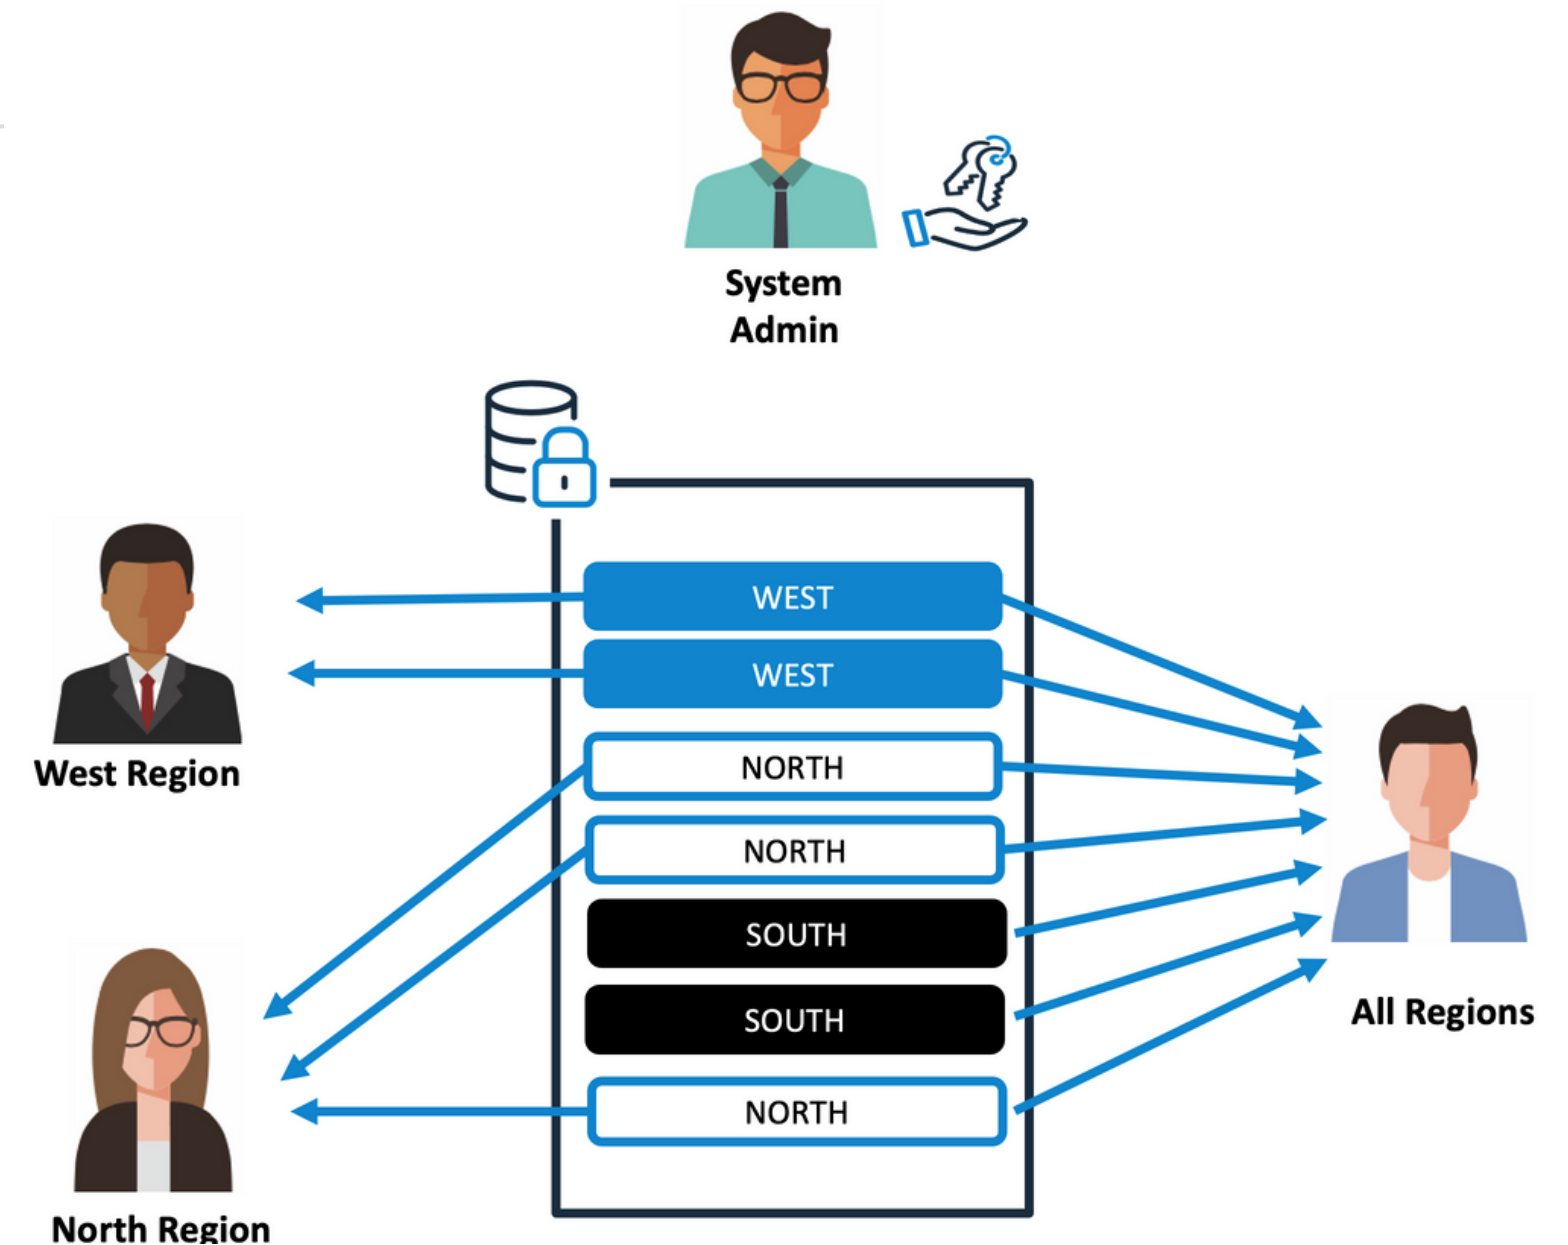 System
Admin
WEST
WEST
West Region
NORTH
NORTH
SOUTH
All Regions
SOUTH
NORTH
North Region